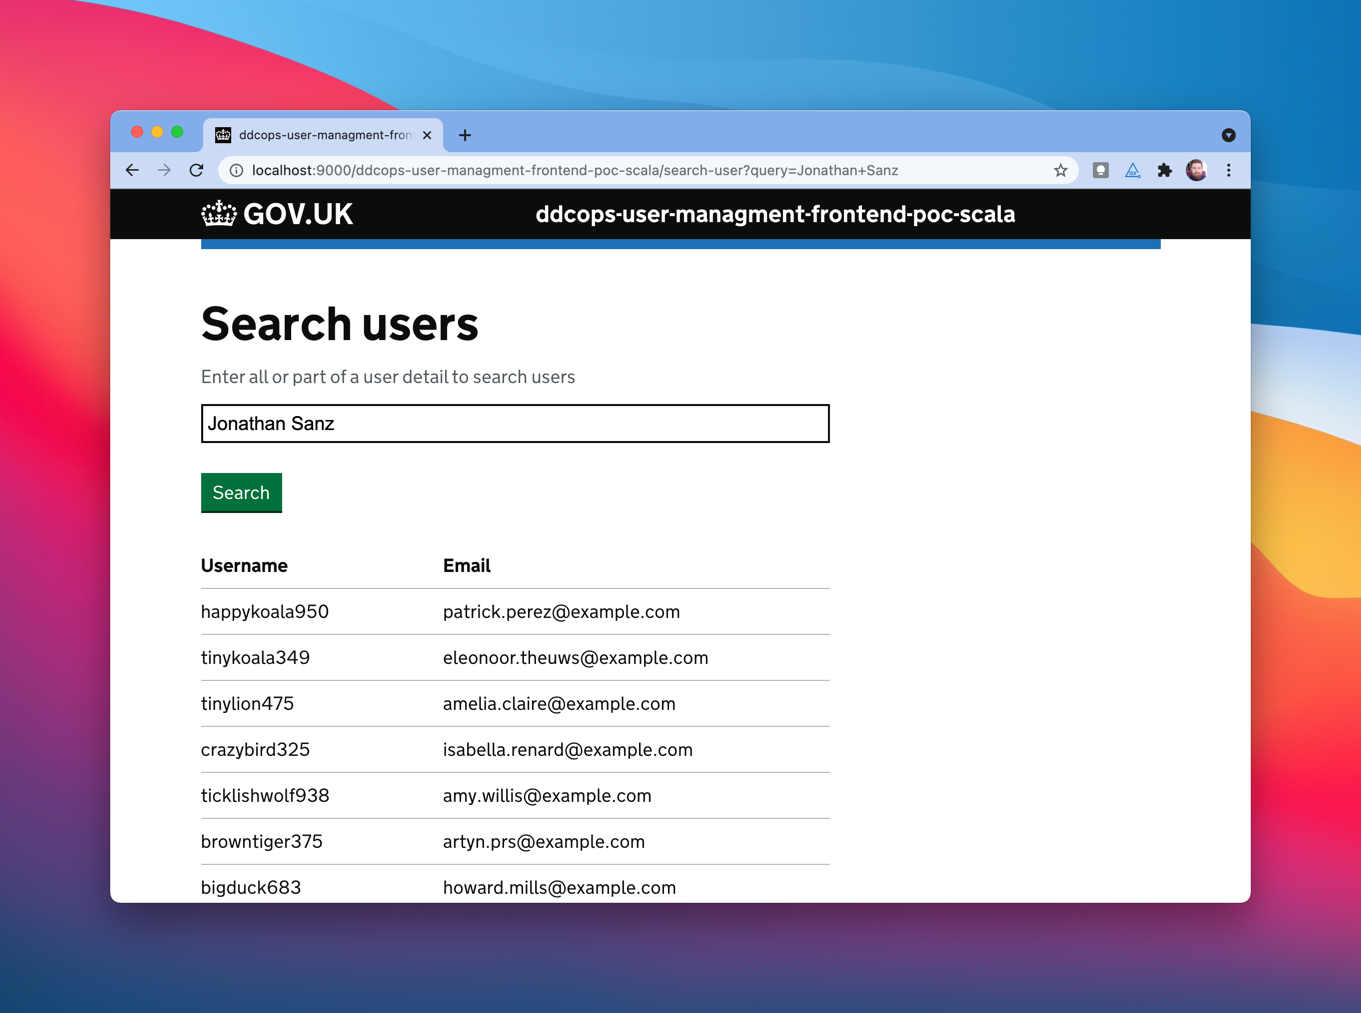 ddcops-user-managment-fron
localhost:9000/ddcops-user-managment-frontend-poc-scala/search-user?query=Jonathan+Sanz
GOV.UK ddcops-user-managment-frontend-poc-scala
Search users
Enter all or part of a user detail to search users
Jonathan Sanz
Search
Username Email
happykoala950 patrick.perez@example.com
tinykoala349 eleonoor.theuws@example.com
tinylion475 amelia.claire@example.com
crazybird325 isabella.renard@example.com
ticklishwolf938 amy.willis@example.com
browntiger375 artyn.prs@example.com
bigduck683 howard.mills@example.com